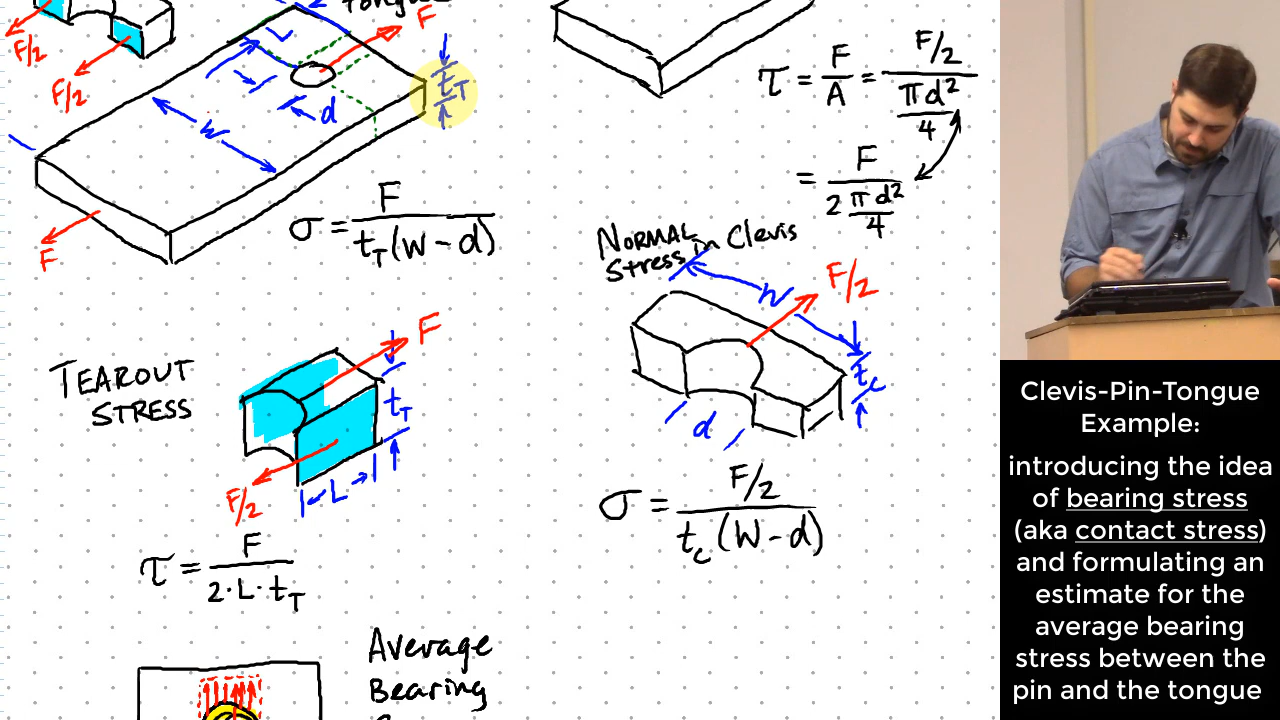 Tongue
F
F/2
F/2
L
d
t_T
W
F
σ = F / t_T (W - d)
τ = F/A = F/2 / πd²/4
= F / 2 πd²/4
NORMAL
Stress in Clevis
W
F/2
t_c
d
σ = F/2 / t_c (W - d)
TEAROUT
STRESS
F
t_T
F/2
L
τ = F / 2·L·t_T
Average
Bearing
Clevis-Pin-Tongue
Example:
introducing the idea
of bearing stress
(aka contact stress)
and formulating an
estimate for the
average bearing
stress between the
pin and the tongue